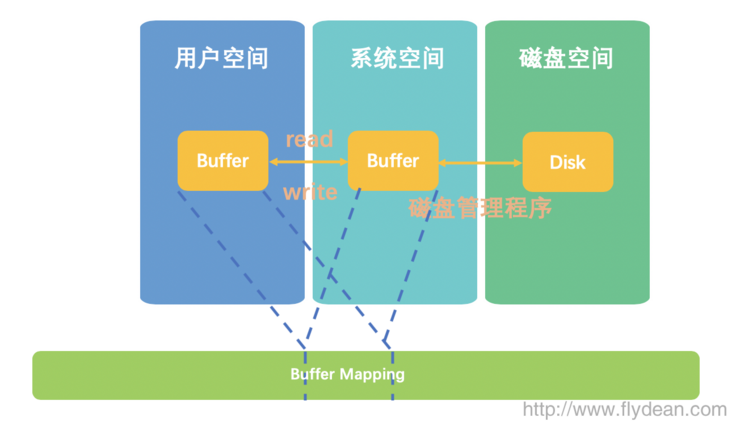 用户空间
系统空间
磁盘空间
read
Buffer
Buffer
Disk
write
磁盘管理程序
Buffer Mapping
http://www.flydean.com